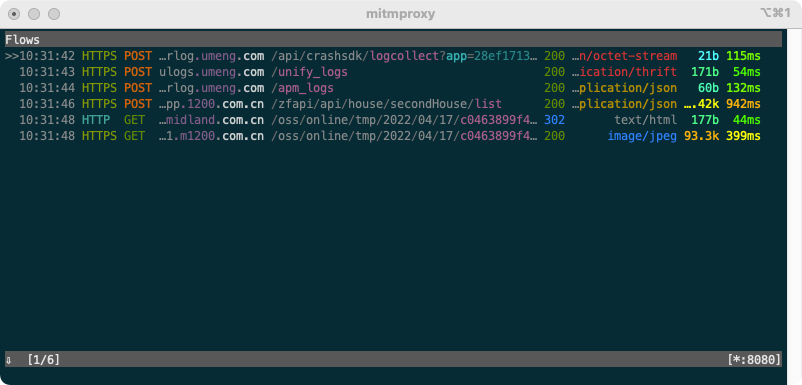 mitmproxy ⌥⌘1
Flows
>>10:31:42 HTTPS POST …rlog.umeng.com /api/crashsdk/logcollect?app=28ef1713… 200 …n/octet-stream 21b 115ms
10:31:43 HTTPS POST ulogs.umeng.com /unify_logs 200 …ication/thrift 171b 54ms
10:31:44 HTTPS POST …rlog.umeng.com /apm_logs 200 …plication/json 60b 132ms
10:31:46 HTTPS POST …pp.1200.com.cn /zfapi/api/house/secondHouse/list 200 …plication/json ….42k 942ms
10:31:48 HTTP GET …midland.com.cn /oss/online/tmp/2022/04/17/c0463899f4… 302 text/html 177b 44ms
10:31:48 HTTPS GET …1.m1200.com.cn /oss/online/tmp/2022/04/17/c0463899f4… 200 image/jpeg 93.3k 399ms
⇩ [1/6] [*:8080]